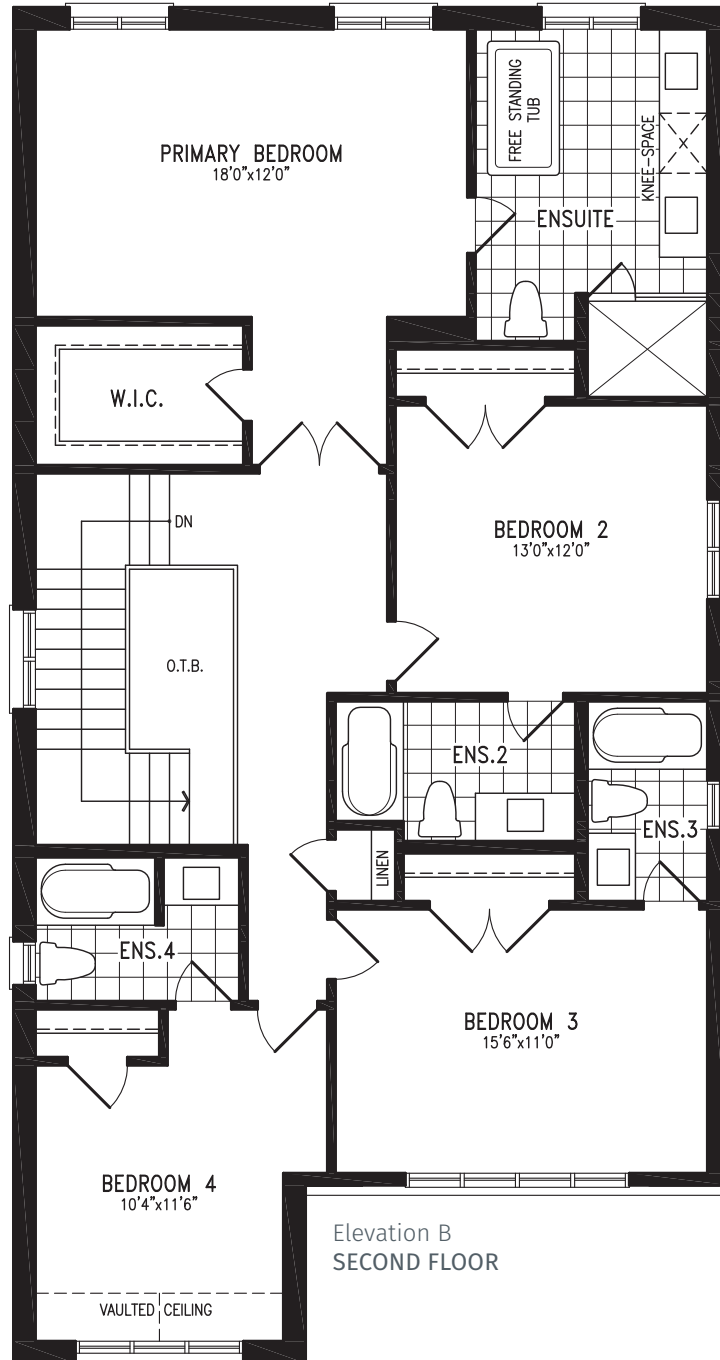 PRIMARY BEDROOM
18'0"x12'0"
FREE STANDING
TUB
KNEE-SPACE
ENSUITE
W.I.C.
DN
BEDROOM 2
13'0"x12'0"
O.T.B.
ENS.2
ENS.3
LINEN
ENS.4
BEDROOM 3
15'6"x11'0"
BEDROOM 4
10'4"x11'6"
Elevation B
SECOND FLOOR
VAULTED CEILING